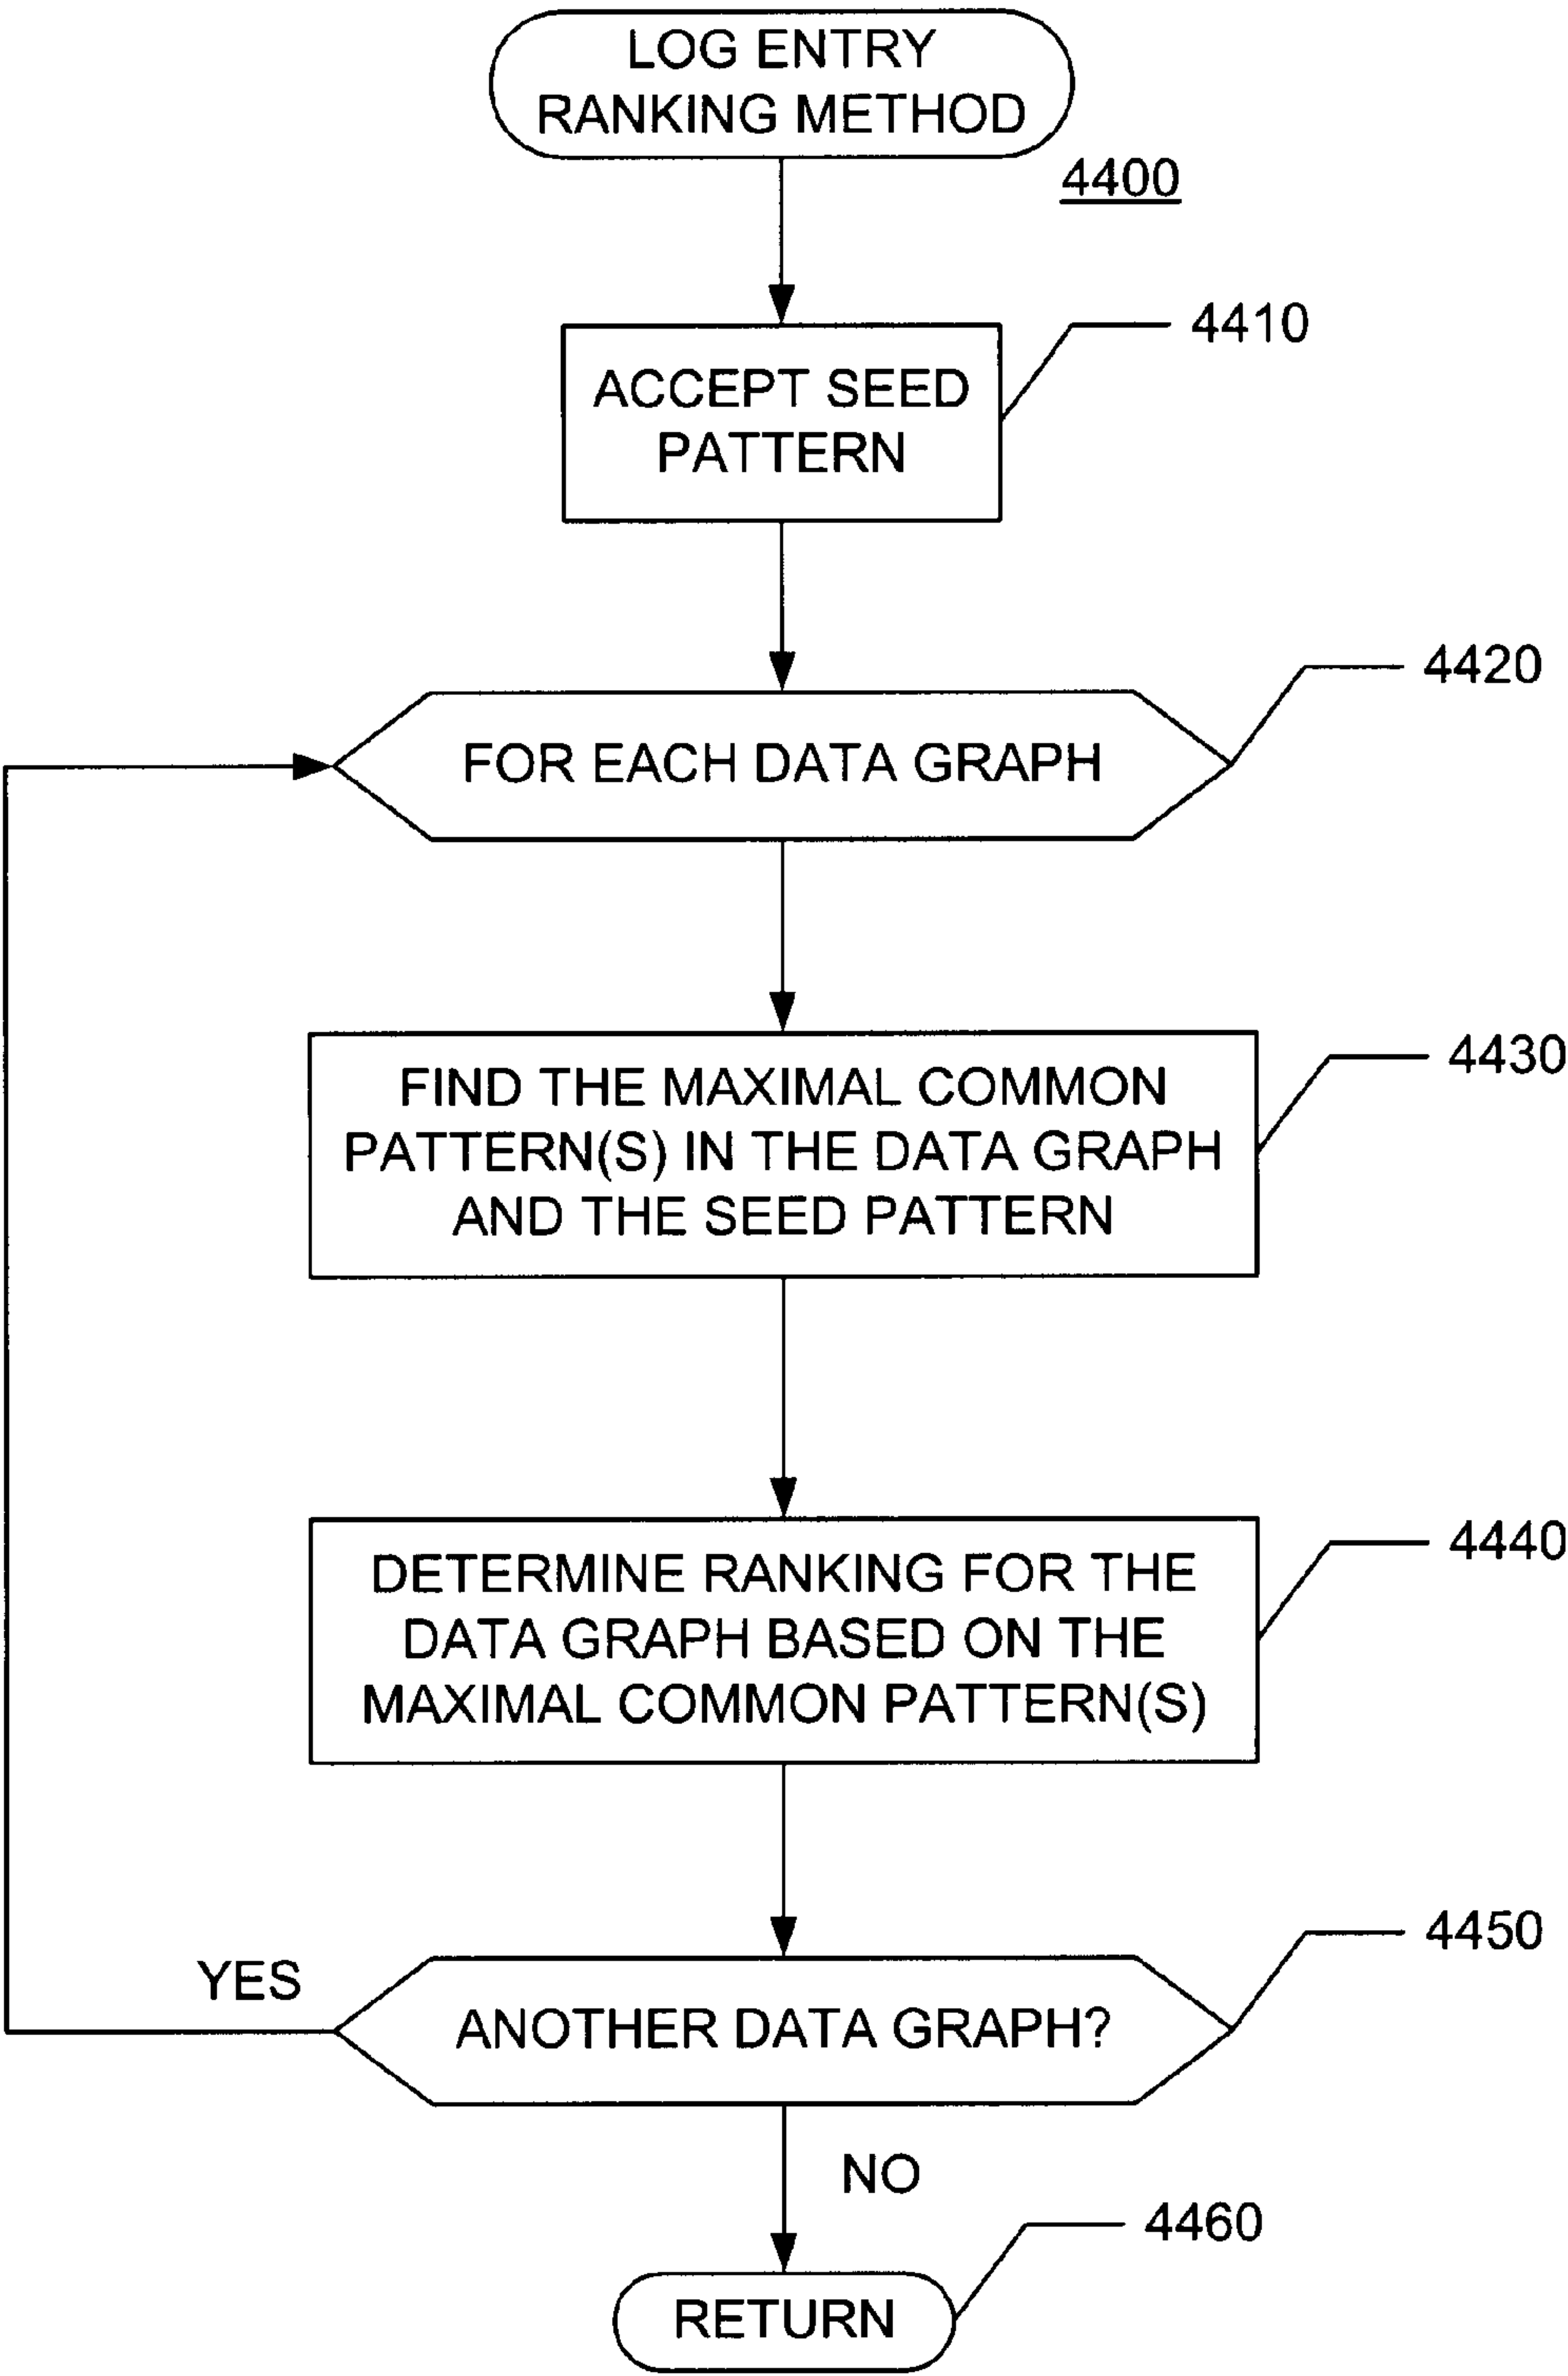 LOG ENTRY
RANKING METHOD
4400
4410
ACCEPT SEED
PATTERN
4420
FOR EACH DATA GRAPH
4430
FIND THE MAXIMAL COMMON
PATTERN(S) IN THE DATA GRAPH
AND THE SEED PATTERN
4440
DETERMINE RANKING FOR THE
DATA GRAPH BASED ON THE
MAXIMAL COMMON PATTERN(S)
4450
YES
ANOTHER DATA GRAPH?
NO
4460
RETURN